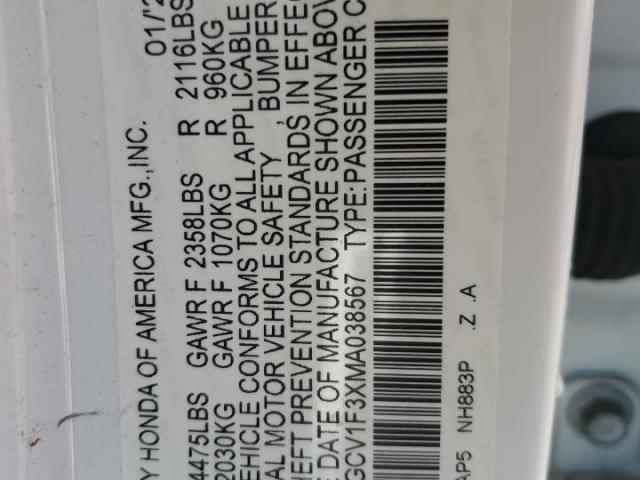 Y HONDA OF AMERICA MFG.,INC. 01/2
4475LBS GAWR F 2358LBS R 2116LBS
2030KG GAWR F 1070KG R 960KG
EHICLE CONFORMS TO ALL APPLICABLE
AL MOTOR VEHICLE SAFETY , BUMPER
HEFT PREVENTION STANDARDS IN EFFEC
E DATE OF MANUFACTURE SHOWN ABOV
GCV1F3XMA038567 TYPE:PASSENGER C
AP5 NH883P .Z .A